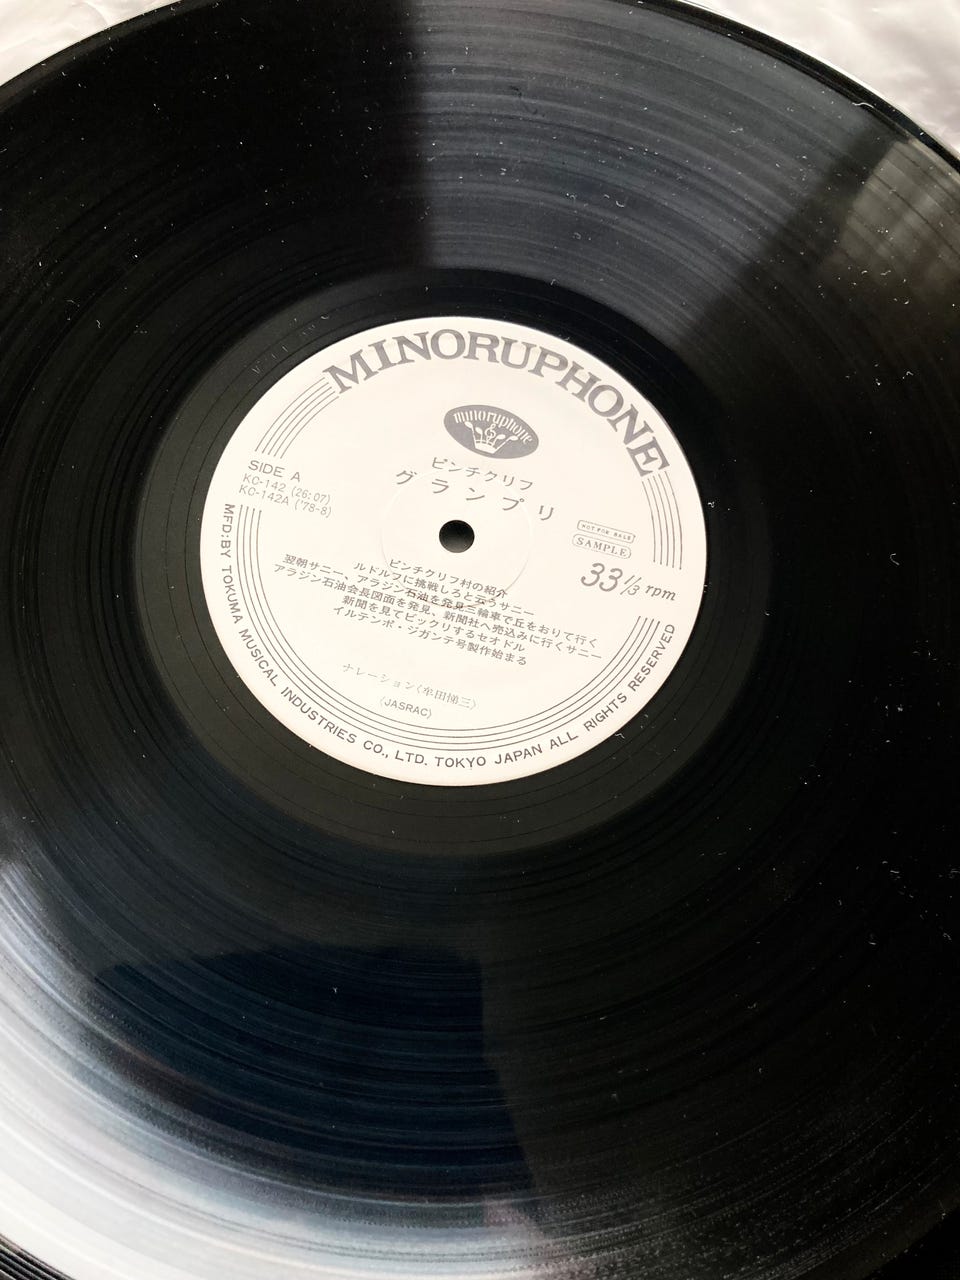 MINORUPHONE
minoruphone
ピンチクリフ
グランプリ
SIDE A
KC-142 (26:07)
KC-142A ('78-8)
NOT FOR SALE
SAMPLE
33 1/3 rpm
ピンチクリフ村の紹介
ルドルフに挑戦しろと云うサニー
翌朝サニー、アラジン石油を発見三輪車で丘をおりて行く
アラジン石油会長図面を発見、新聞社へ売込みに行くサニー
新聞を見てビックリするセオドル
イルテンポ・ジガンテ号製作始まる
ナレーション(牟田悌三)
(JASRAC)
MFD:BY TOKUMA MUSICAL INDUSTRIES CO., LTD. TOKYO JAPAN ALL RIGHTS RESERVED